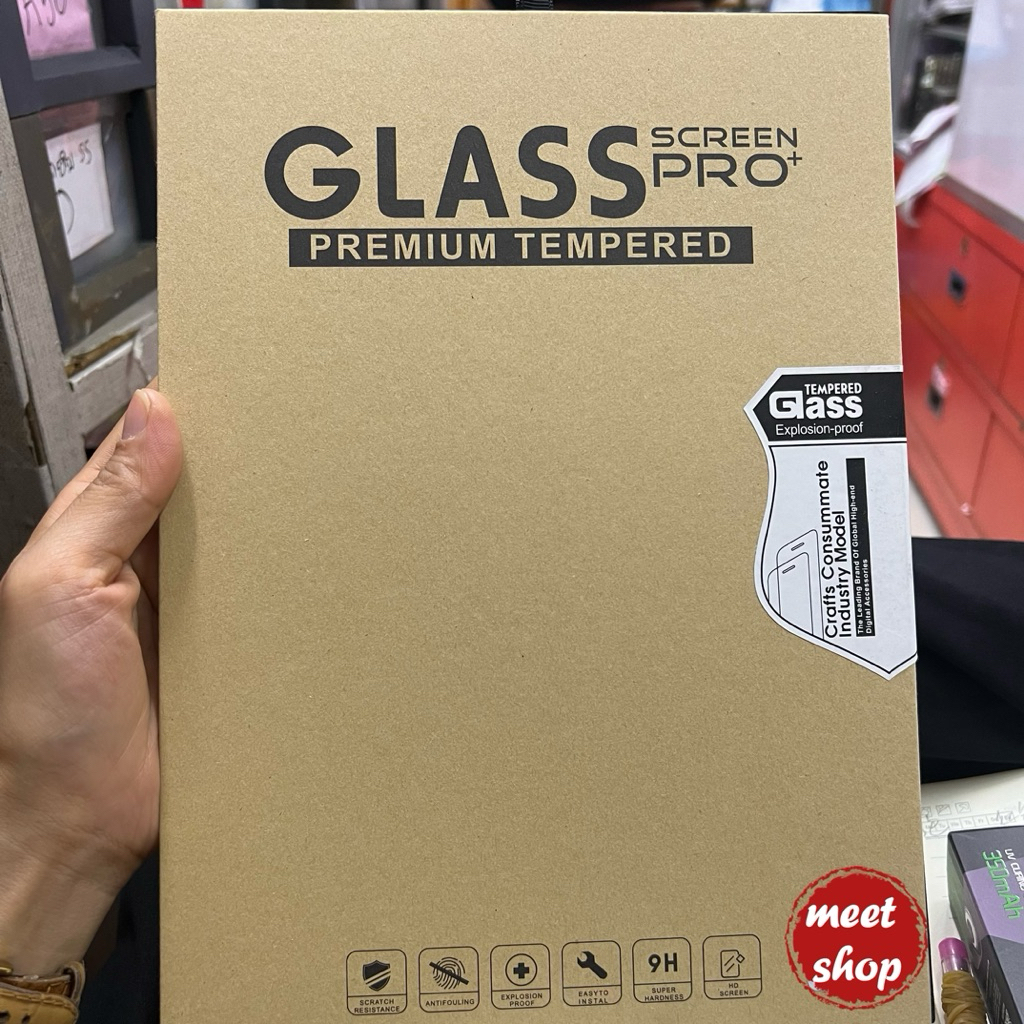 GLASS SCREEN PRO+
PREMIUM TEMPERED
TEMPERED
Glass
Explosion-proof
Crafts Consummate
Industry Model
The Leading Brand Of Global High-end
Digital Accessories
SCRATCH
RESISTANCE
ANTIFOULING
EXPLOSION
PROOF
EASYTO
INSTAL
9H
SUPER
HARDNESS
HD
SCREEN
meet
shop